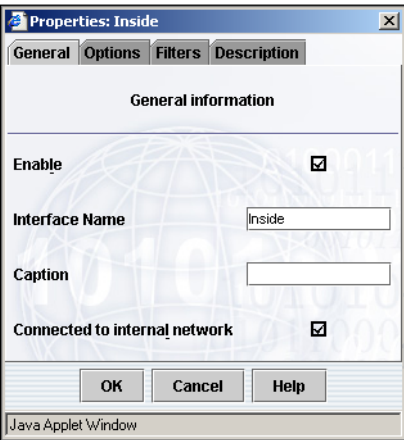 Properties: Inside
General Options Filters Description
General information
Enable
Interface Name Inside
Caption
Connected to internal network
OK Cancel Help
Java Applet Window